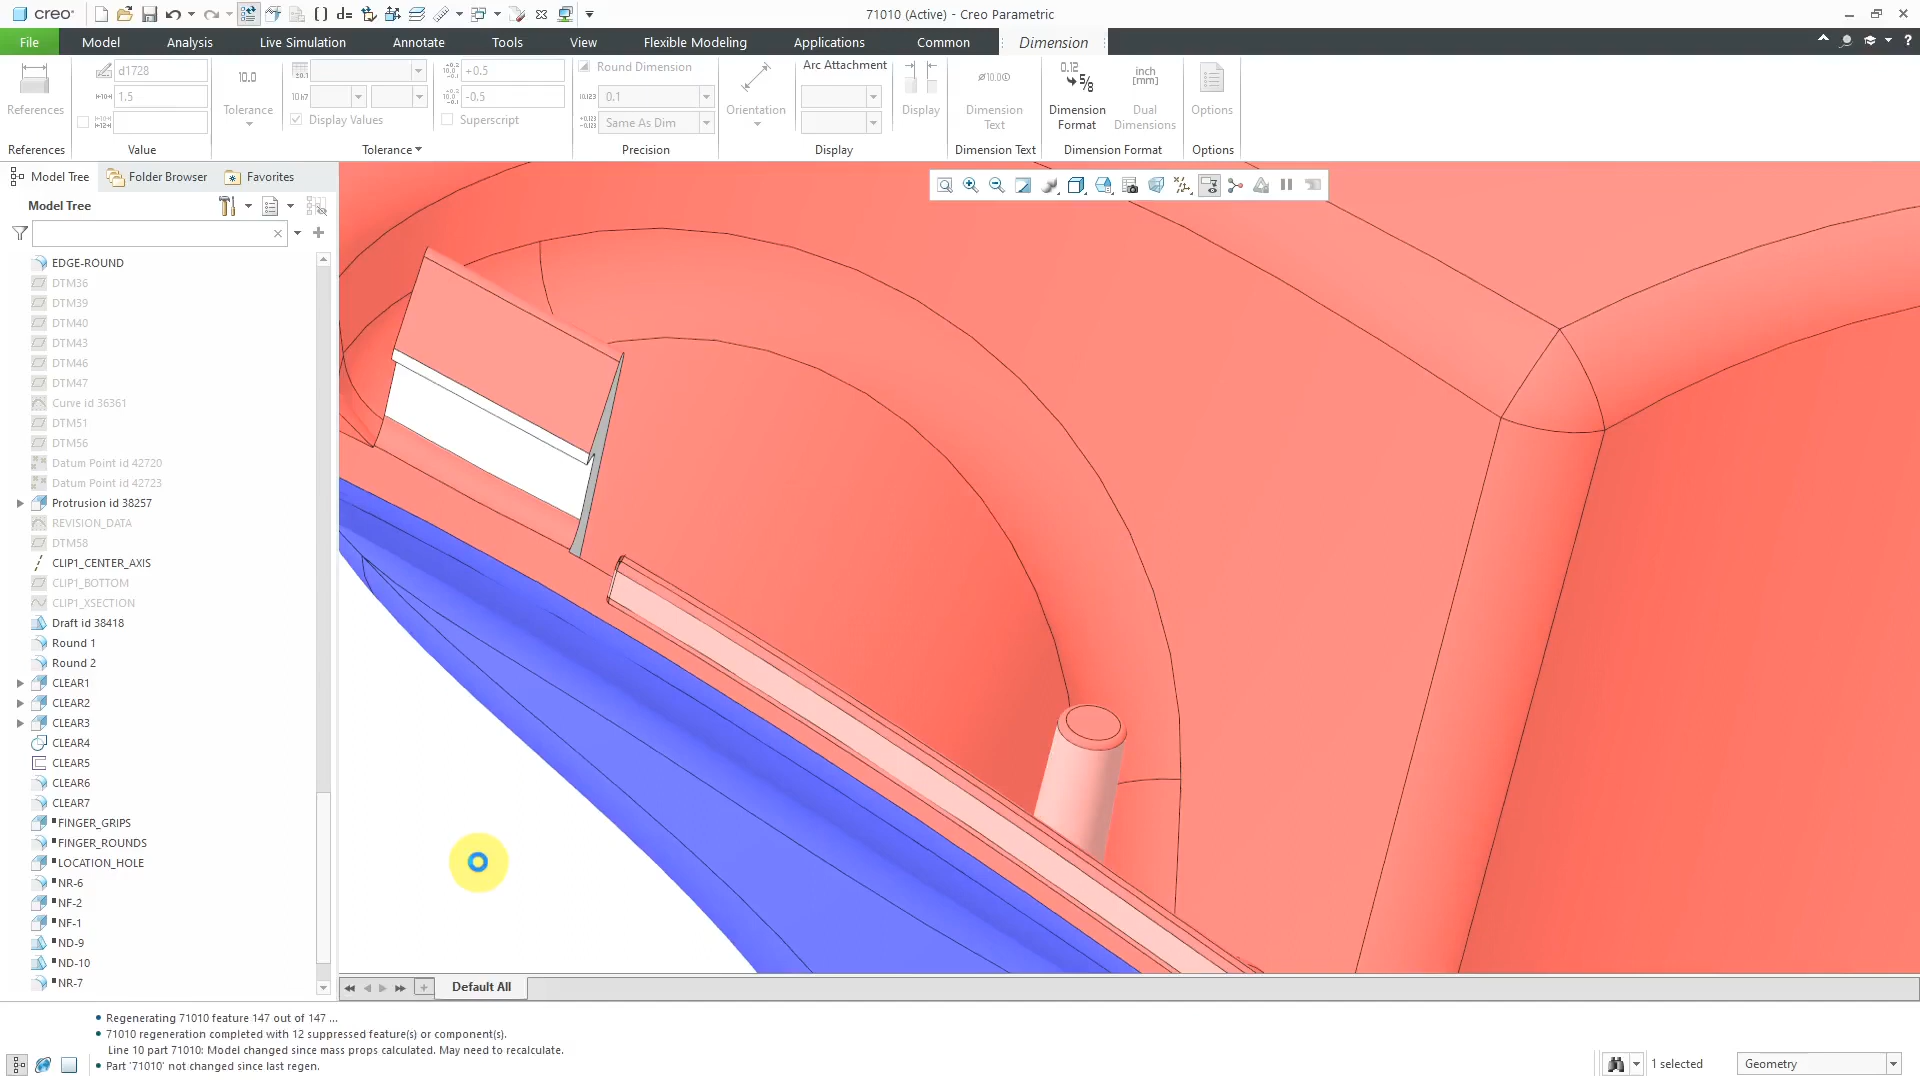 creo
d=
71010 (Active) - Creo Parametric
File Model Analysis Live Simulation Annotate Tools View Flexible Modeling Applications Common Dimension
References
d1728
1.5
Value
10.0
Tolerance
Display Values
+0.5
-0.5
Superscript
Tolerance
Round Dimension
0.1
Same As Dim
Precision
Orientation
Arc Attachment
Display
Display
Dimension Text
Dimension Text
Dimension Format
inch [mm]
Dual Dimensions
Dimension Format
Options
Options
References
Model Tree Folder Browser Favorites
Model Tree
EDGE-ROUND
DTM36
DTM39
DTM40
DTM43
DTM46
DTM47
Curve id 36361
DTM51
DTM56
Datum Point id 42720
Datum Point id 42723
Protrusion id 38257
REVISION_DATA
DTM58
CLIP1_CENTER_AXIS
CLIP1_BOTTOM
CLIP1_XSECTION
Draft id 38418
Round 1
Round 2
CLEAR1
CLEAR2
CLEAR3
CLEAR4
CLEAR5
CLEAR6
CLEAR7
FINGER_GRIPS
FINGER_ROUNDS
LOCATION_HOLE
NR-6
NF-2
NF-1
ND-9
ND-10
NR-7
Default All
Regenerating 71010 feature 147 out of 147 ...
71010 regeneration completed with 12 suppressed feature(s) or component(s).
Line 10 part 71010: Model changed since mass props calculated. May need to recalculate.
Part '71010' not changed since last regen.
1 selected
Geometry